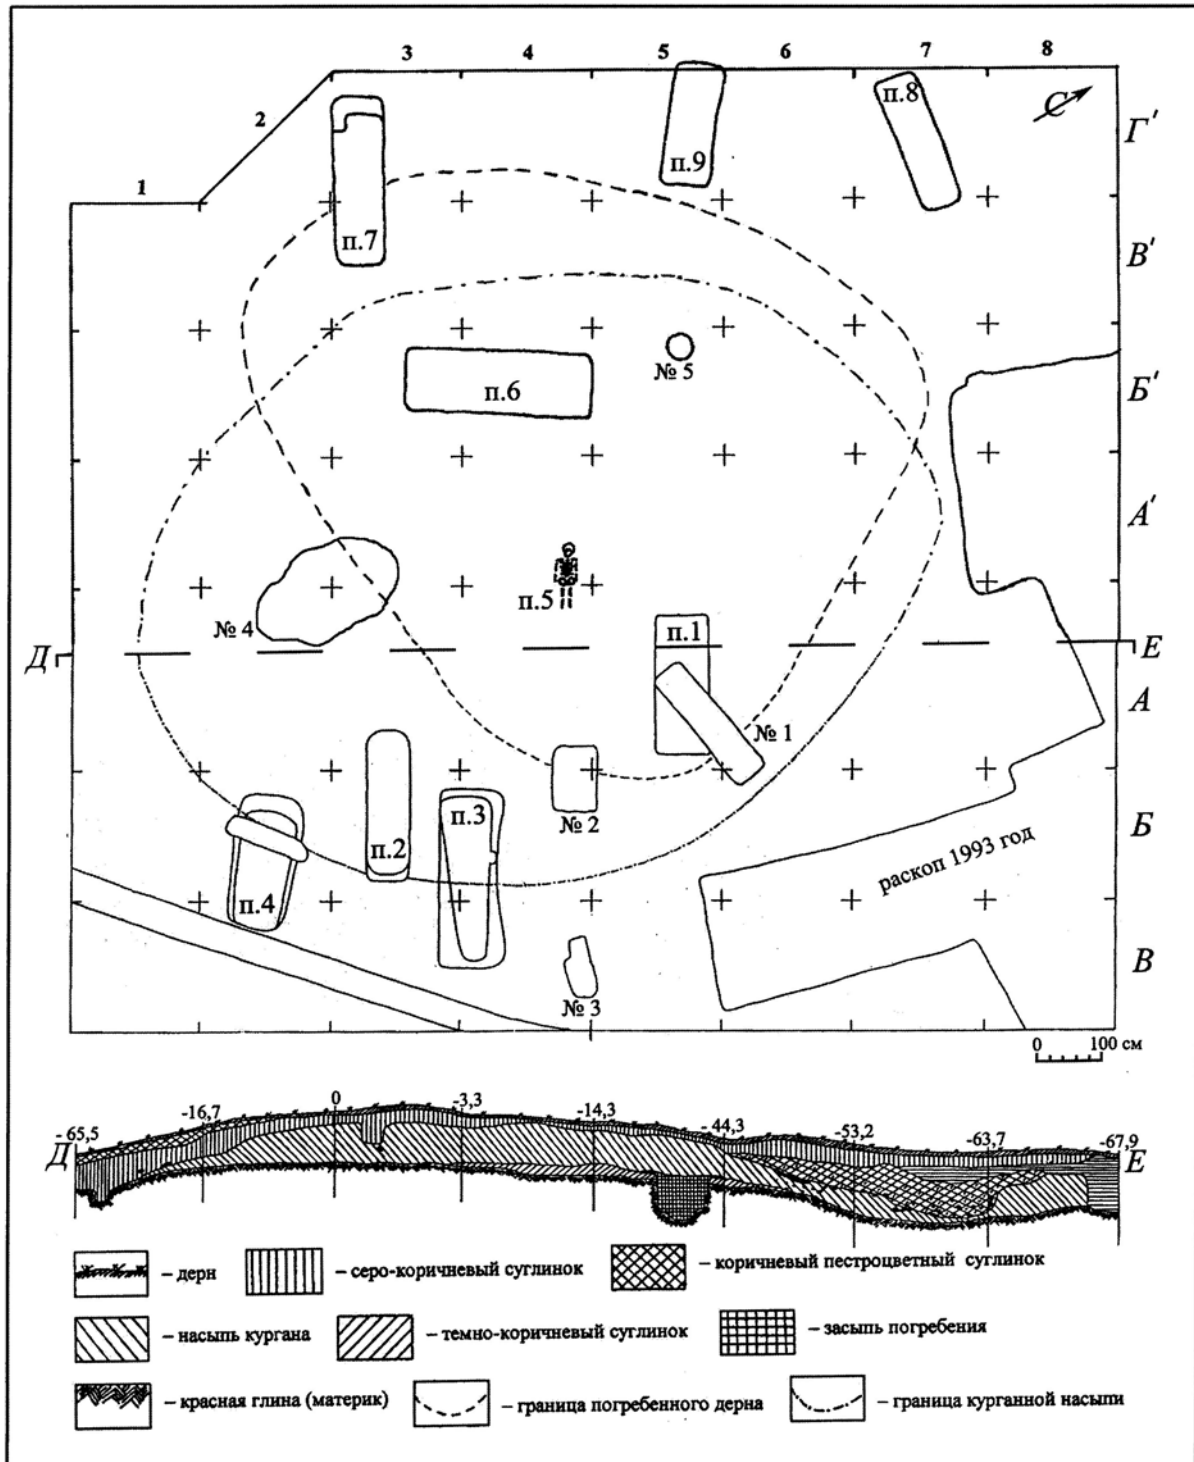 3 4 5 6 7 8
2
1
С
п.8
Г'
п.9
п.7
В'
№ 5
п.6
Б'
А'
п.5
№ 4
п.1
Д Е
А
№ 1
п.3
№ 2
п.2
Б
раскоп 1993 год
п.4
В
№ 3
0 100 см
0
-16,7 -3,3 -14,3 -44,3 -53,2 -63,7 -67,9
-65,5
Д Е
– дерн – серо-коричневый суглинок – коричневый пестроцветный суглинок
– насыпь кургана – темно-коричневый суглинок – засыпь погребения
– красная глина (материк) – граница погребенного дерна – граница курганной насыпи